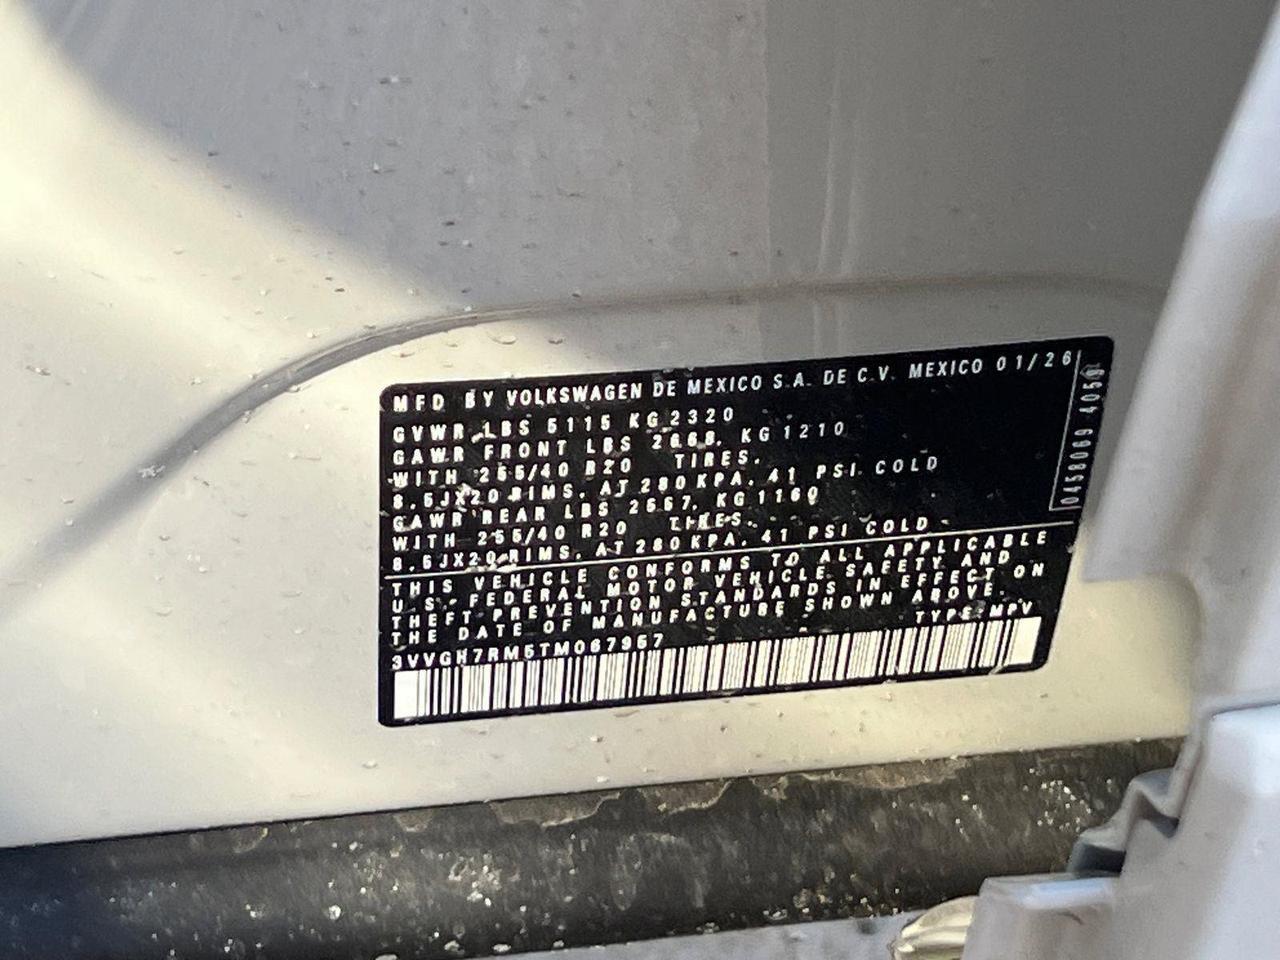 MFD BY VOLKSWAGEN DE MEXICO S.A. DE C.V. MEXICO 01/26
GVWR LBS 5115 KG 2320
GAWR FRONT LBS 2668, KG 1210
WITH 255/40 R20 TIRES,
8.5JX20 RIMS, AT 280 KPA, 41 PSI COLD
GAWR REAR LBS 2557, KG 1160
WITH 255/40 R20 TIRES,
8.5JX20 RIMS, AT 280 KPA, 41 PSI COLD
THIS VEHICLE CONFORMS TO ALL APPLICABLE
U.S. FEDERAL MOTOR VEHICLE SAFETY AND
THEFT PREVENTION STANDARDS IN EFFECT ON
THE DATE OF MANUFACTURE SHOWN ABOVE.
TYPE: MPV
3VVGH7RM5TM067957
0458069 4059